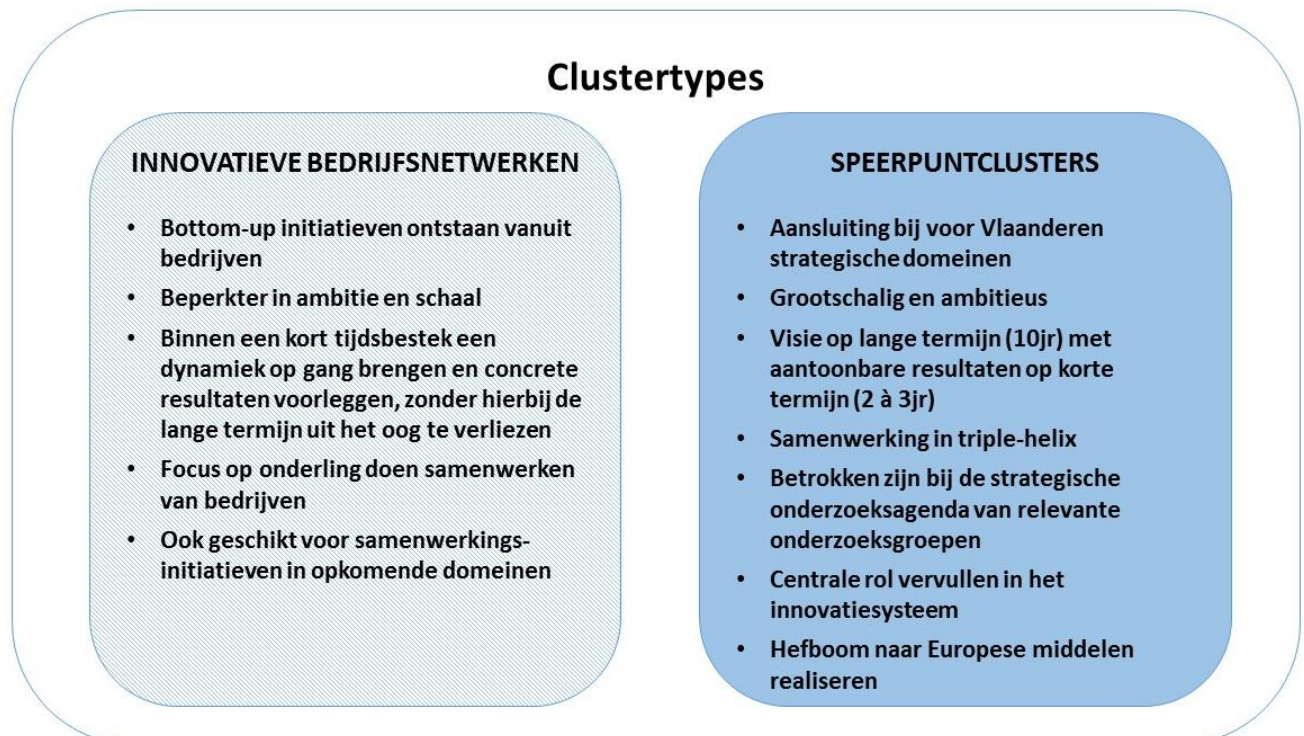 Clustertypes
INNOVATIEVE BEDRIJFSNETWERKEN
• Bottom-up initiatieven ontstaan vanuit
bedrijven
• Beperkter in ambitie en schaal
• Binnen een kort tijdsbestek een
dynamiek op gang brengen en concrete
resultaten voorleggen, zonder hierbij de
lange termijn uit het oog te verliezen
• Focus op onderling doen samenwerken
van bedrijven
• Ook geschikt voor samenwerkings-
initiatieven in opkomende domeinen
SPEERPUNTCLUSTERS
• Aansluiting bij voor Vlaanderen
strategische domeinen
• Grootschalig en ambitieus
• Visie op lange termijn (10jr) met
aantoonbare resultaten op korte
termijn (2 à 3jr)
• Samenwerking in triple-helix
• Betrokken zijn bij de strategische
onderzoeksagenda van relevante
onderzoeksgroepen
• Centrale rol vervullen in het
innovatiesysteem
• Hefboom naar Europese middelen
realiseren